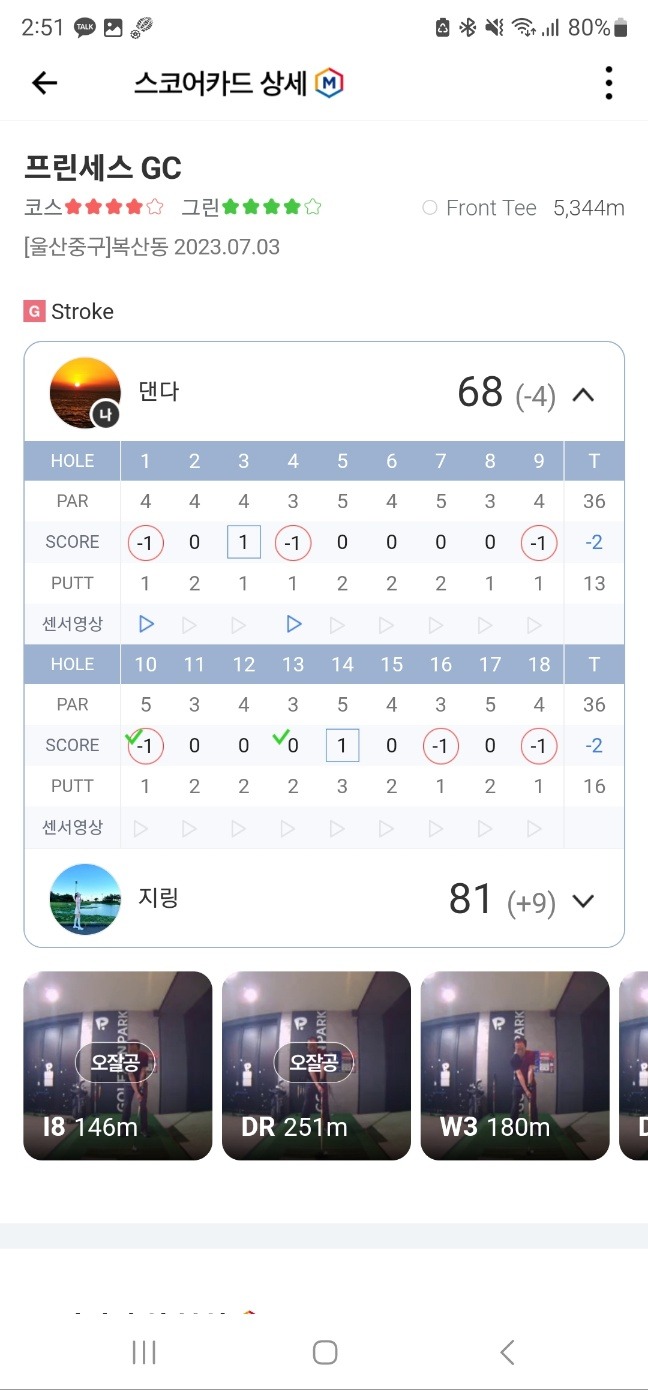 2:51 TALK 80%
스코어카드 상세 M
프린세스 GC
코스 그린 Front Tee 5,344m
[울산중구]복산동 2023.07.03
G Stroke
나 댄다 68 (-4)
HOLE 1 2 3 4 5 6 7 8 9 T
PAR 4 4 4 3 5 4 5 3 4 36
SCORE -1 0 1 -1 0 0 0 0 -1 -2
PUTT 1 2 1 1 2 2 2 1 1 13
센서영상
HOLE 10 11 12 13 14 15 16 17 18 T
PAR 5 3 4 3 5 4 3 5 4 36
SCORE -1 0 0 0 1 0 -1 0 -1 -2
PUTT 1 2 2 2 3 2 1 2 1 16
센서영상
지링 81 (+9)
오잘공 오잘공
I8 146m DR 251m W3 180m D